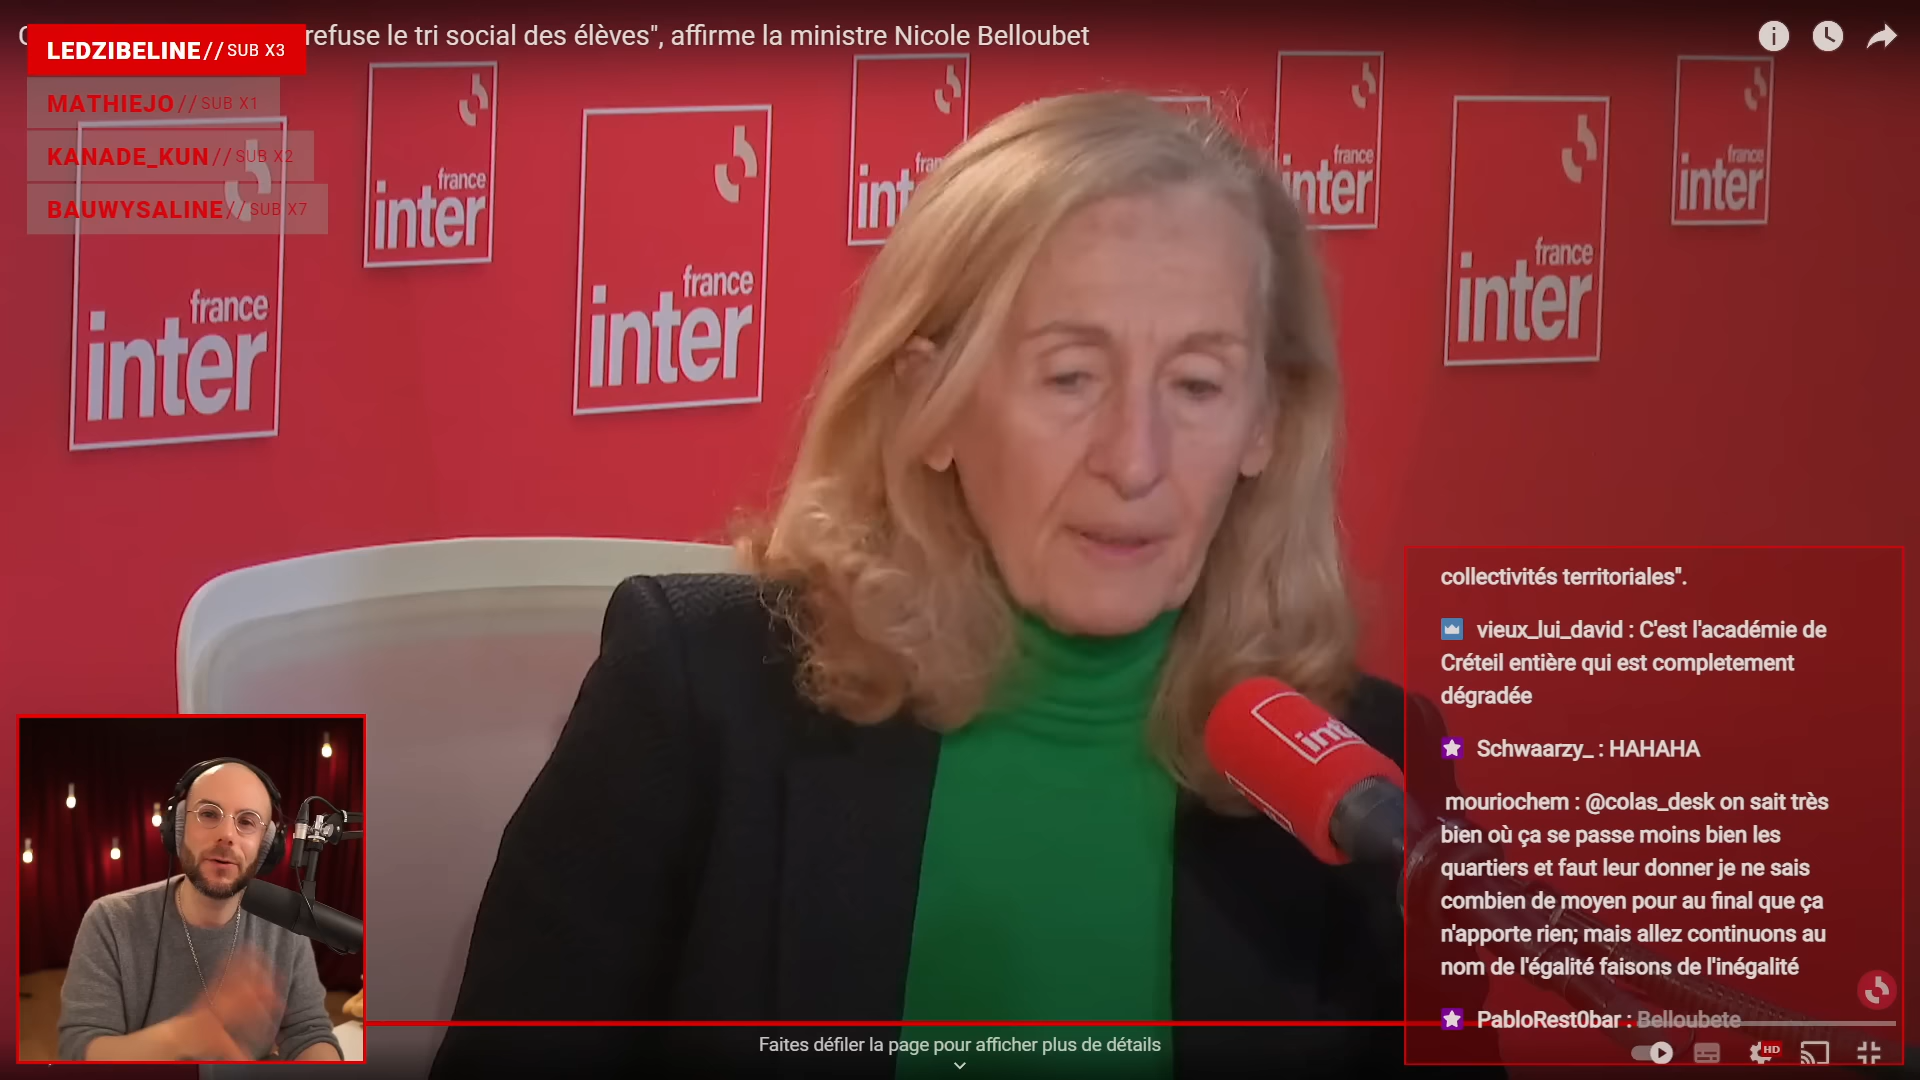 refuse le tri social des élèves", affirme la ministre Nicole Belloubet
LEDZIBELINE// SUB X3
MATHIEJO// SUB X1
KANADE_KUN// SUB X2
BAUWYSALINE// SUB X7
france
inter
france
inter
france
inter
inter
france
inter
france
inter
france
inter
collectivités territoriales".
vieux_lui_david : C'est l'académie de
Créteil entière qui est completement
dégradée
Schwaarzy_ : HAHAHA
mouriochem : @colas_desk on sait très
bien où ça se passe moins bien les
quartiers et faut leur donner je ne sais
combien de moyen pour au final que ça
n'apporte rien; mais allez continuons au
nom de l'égalité faisons de l'inégalité
PabloRest0bar : Belloubete
Faites défiler la page pour afficher plus de détails
HD